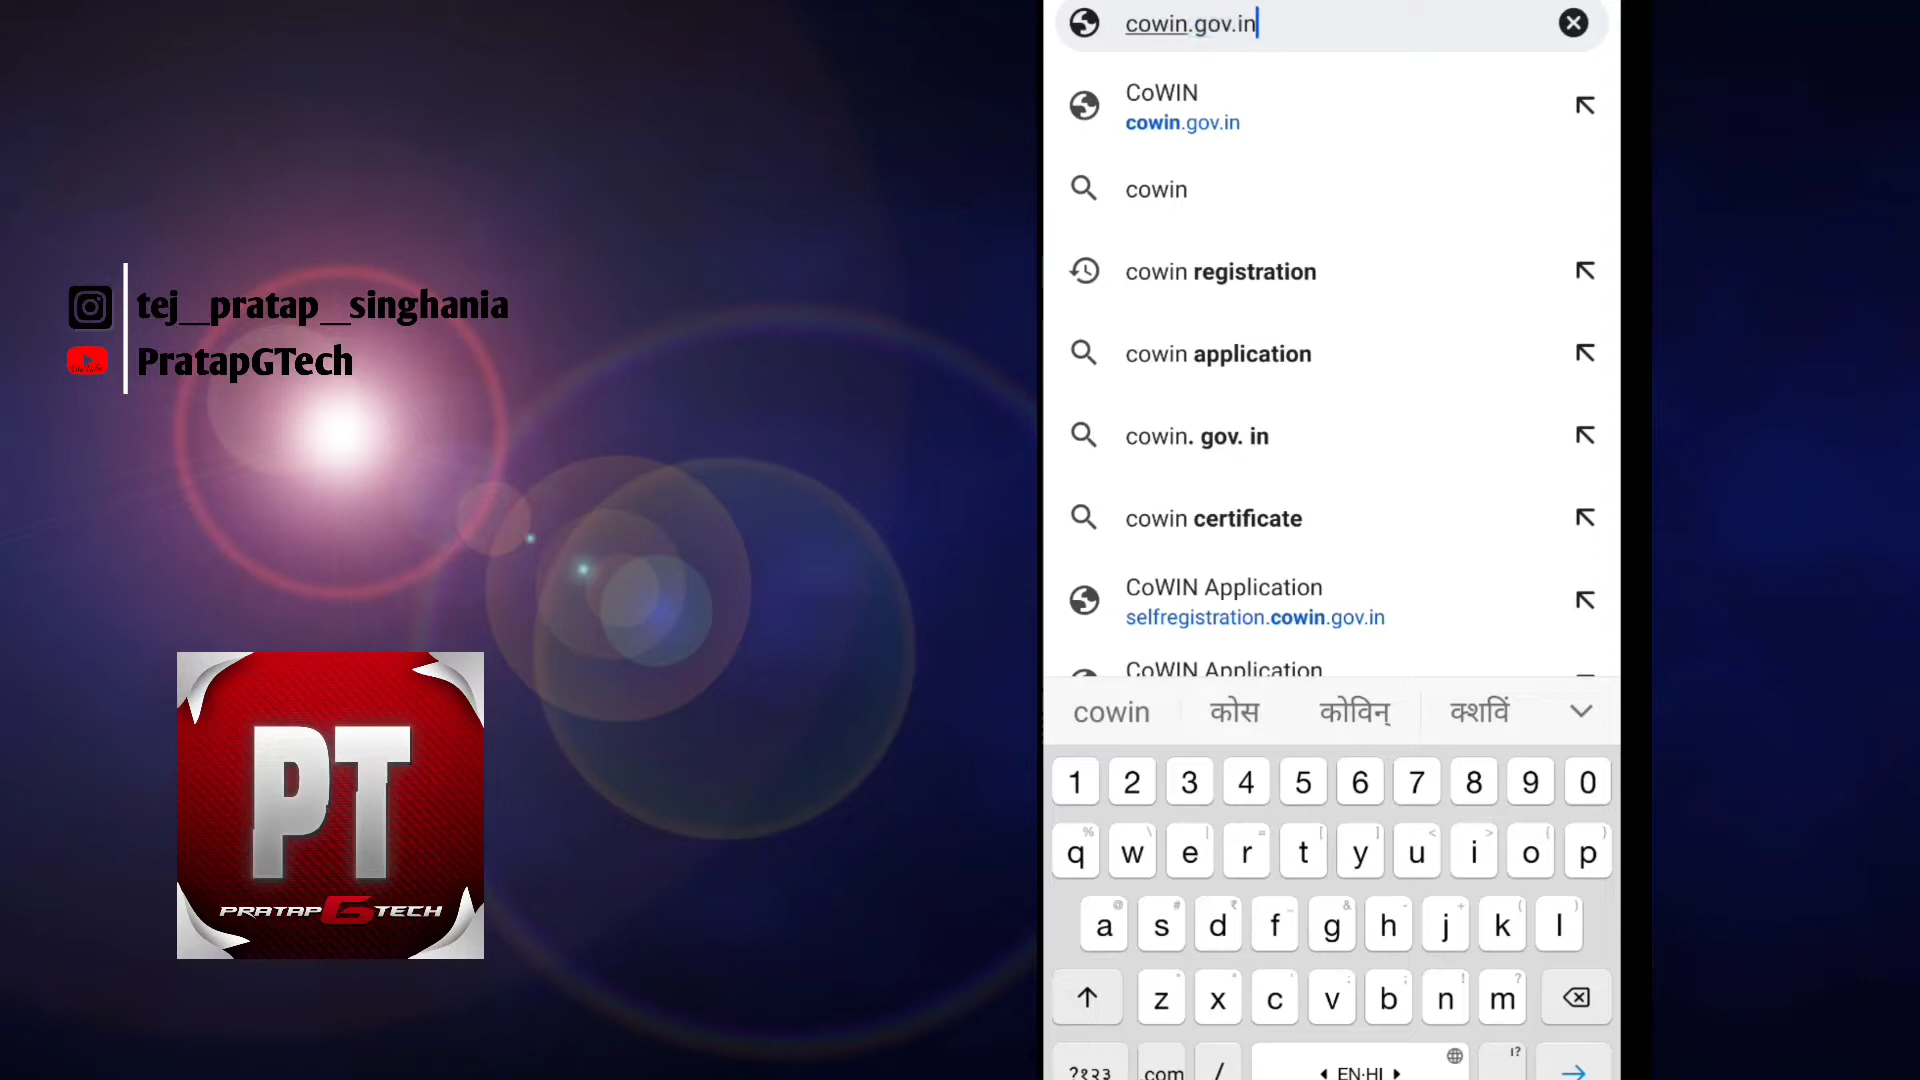 tej_pratap_singhania
PratapGTech
PT
PRATAP G TECH
cowin.gov.in
CoWIN
cowin.gov.in
cowin
cowin registration
cowin application
cowin. gov. in
cowin certificate
CoWIN Application
selfregistration.cowin.gov.in
CoWIN Application
cowin कोस कोविन् क्शविं
1 2 3 4 5 6 7 8 9 0
q w e r t y u i o p
a s d f g h j k l
z x c v b n m
?१२३ .com / EN·HI